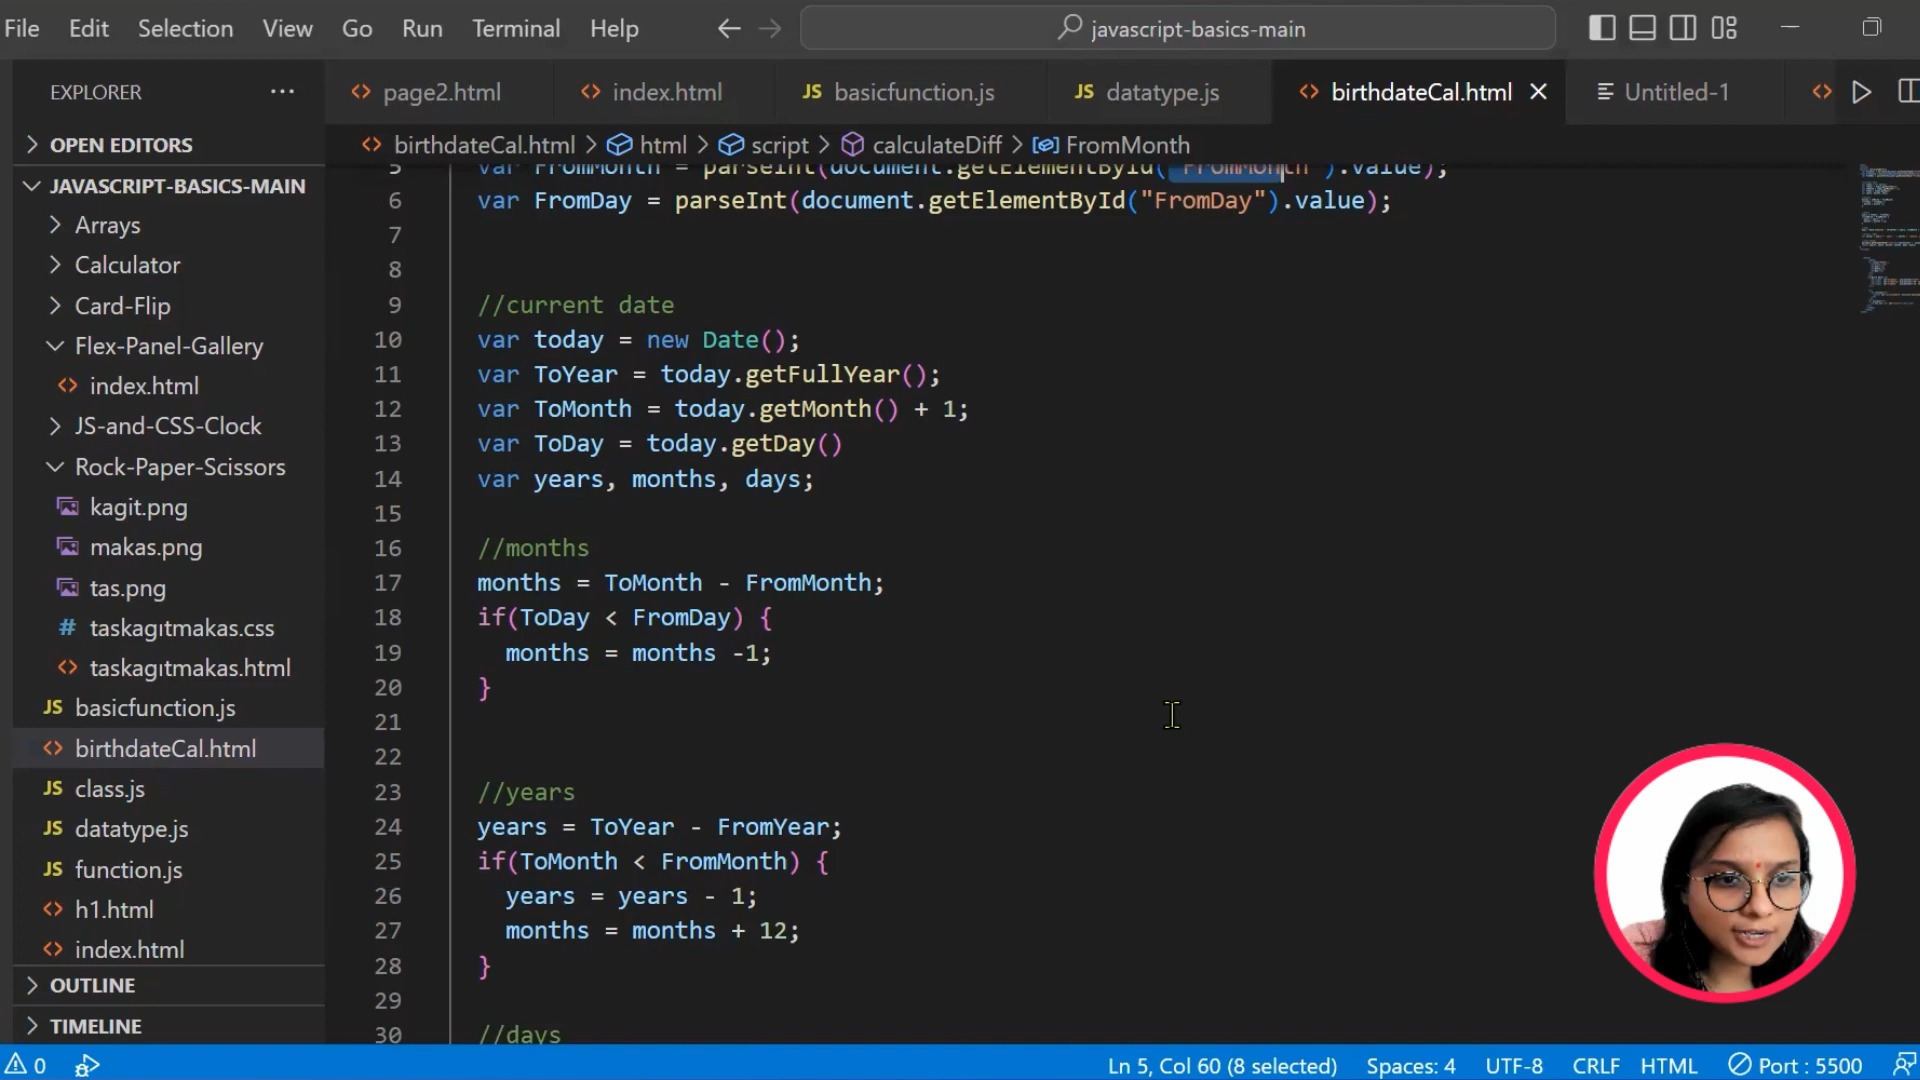 File Edit Selection View Go Run Terminal Help
javascript-basics-main
EXPLORER
page2.html
index.html
JS basicfunction.js
JS datatype.js
birthdateCal.html
Untitled-1
OPEN EDITORS
birthdateCal.html > html > script > calculateDiff > FromMonth
JAVASCRIPT-BASICS-MAIN
Arrays
Calculator
Card-Flip
Flex-Panel-Gallery
index.html
JS-and-CSS-Clock
Rock-Paper-Scissors
kagit.png
makas.png
tas.png
# taskagıtmakas.css
taskagıtmakas.html
JS basicfunction.js
birthdateCal.html
JS class.js
JS datatype.js
JS function.js
h1.html
index.html
OUTLINE
TIMELINE
5 var FromMonth = parseInt(document.getElementById("FromMonth").value);
6 var FromDay = parseInt(document.getElementById("FromDay").value);
7
8
9 //current date
10 var today = new Date();
11 var ToYear = today.getFullYear();
12 var ToMonth = today.getMonth() + 1;
13 var ToDay = today.getDay()
14 var years, months, days;
15
16 //months
17 months = ToMonth - FromMonth;
18 if(ToDay < FromDay) {
19 months = months -1;
20 }
21
22
23 //years
24 years = ToYear - FromYear;
25 if(ToMonth < FromMonth) {
26 years = years - 1;
27 months = months + 12;
28 }
29
30 //days
0
Ln 5, Col 60 (8 selected) Spaces: 4 UTF-8 CRLF HTML Port : 5500